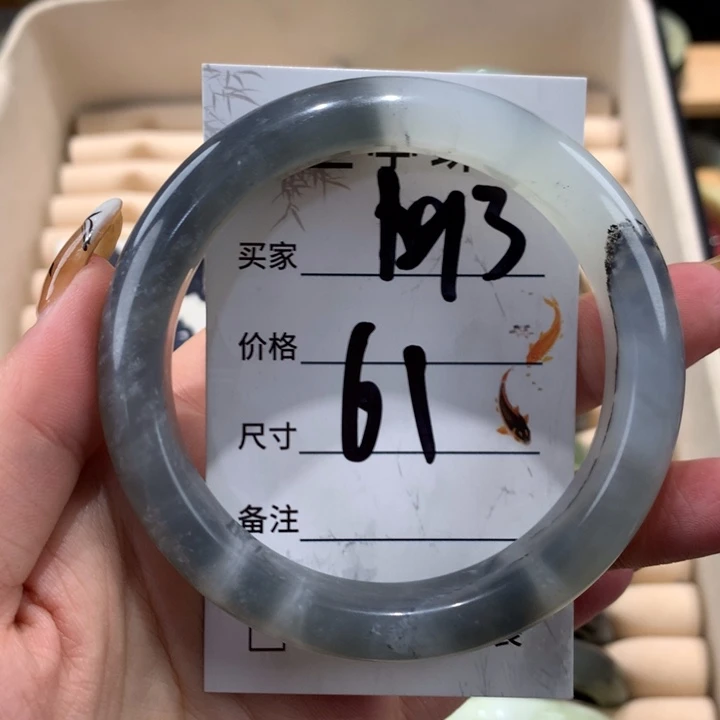 买家 1913
价格
尺寸 61
备注